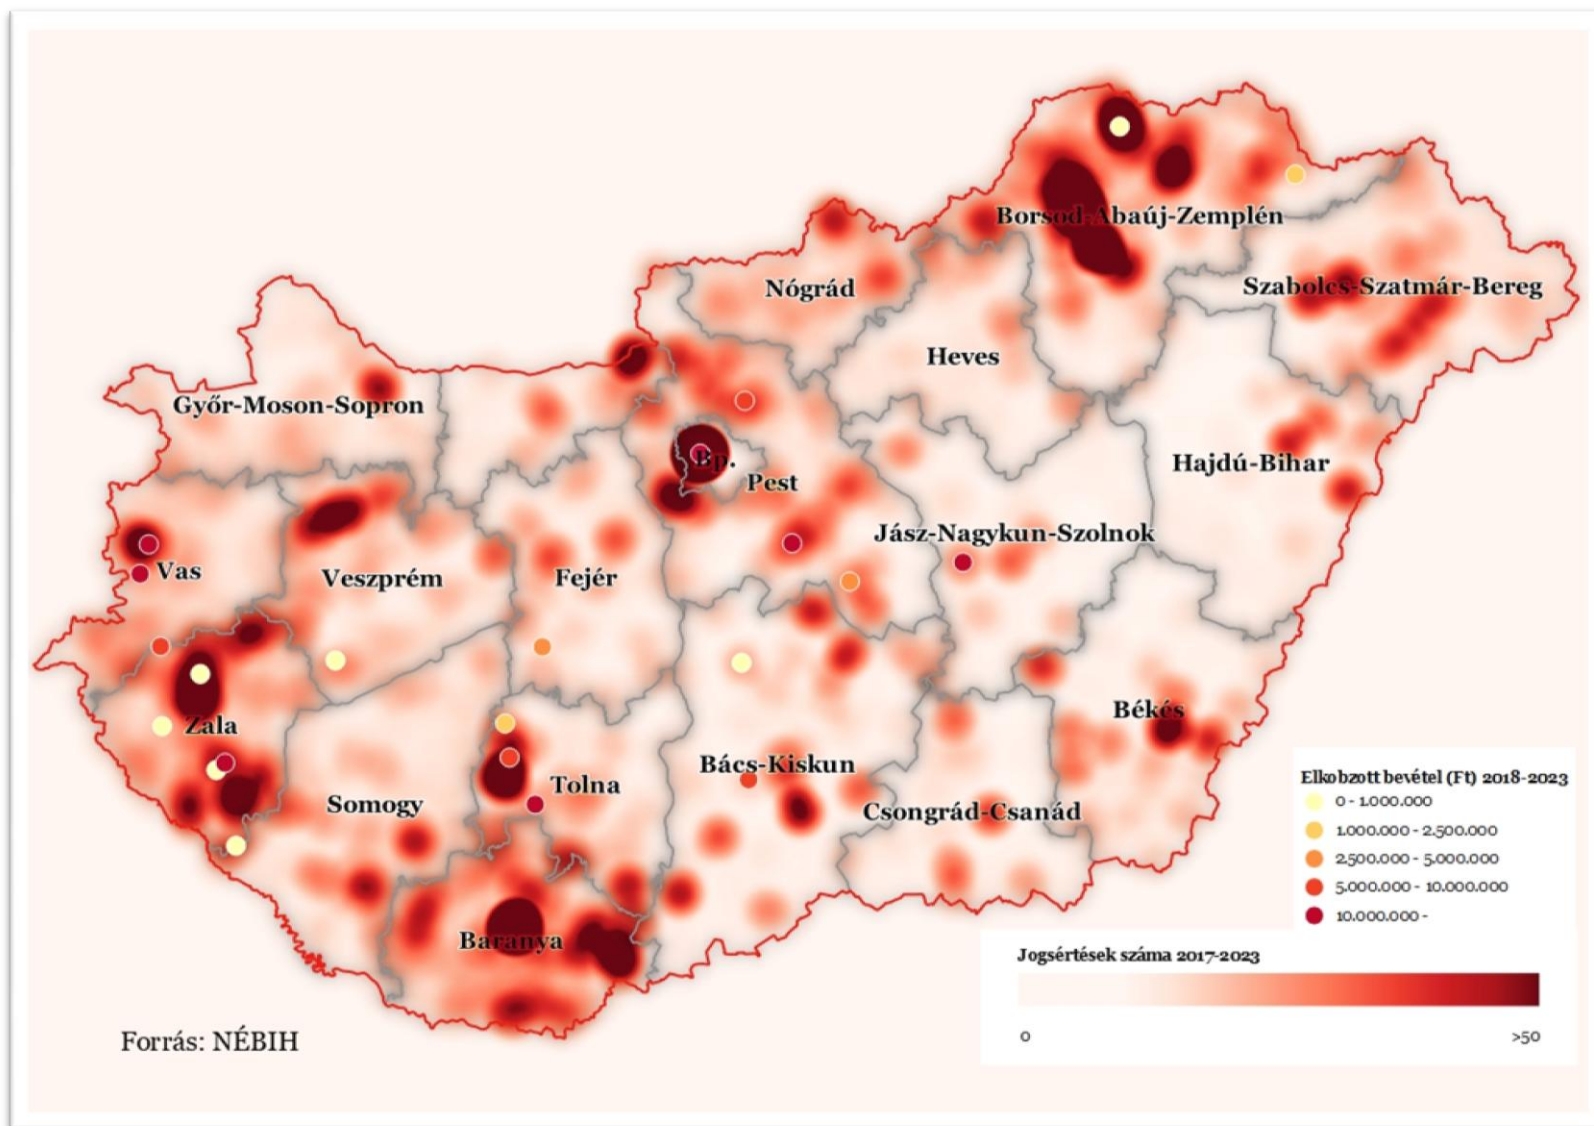 Borsod-Abaúj-Zemplén
Nógrád
Szabolcs-Szatmár-Bereg
Heves
Győr-Moson-Sopron
Bp.
Pest
Hajdú-Bihar
Jász-Nagykun-Szolnok
Vas
Veszprém
Fejér
Zala
Békés
Bács-Kiskun
Tolna
Somogy
Csongrád-Csanád
Baranya
Elkobzott bevétel (Ft) 2018-2023
0 - 1.000.000
1.000.000 - 2.500.000
2.500.000 - 5.000.000
5.000.000 - 10.000.000
10.000.000 -
Jogsértések száma 2017-2023
0 >50
Forrás: NÉBIH